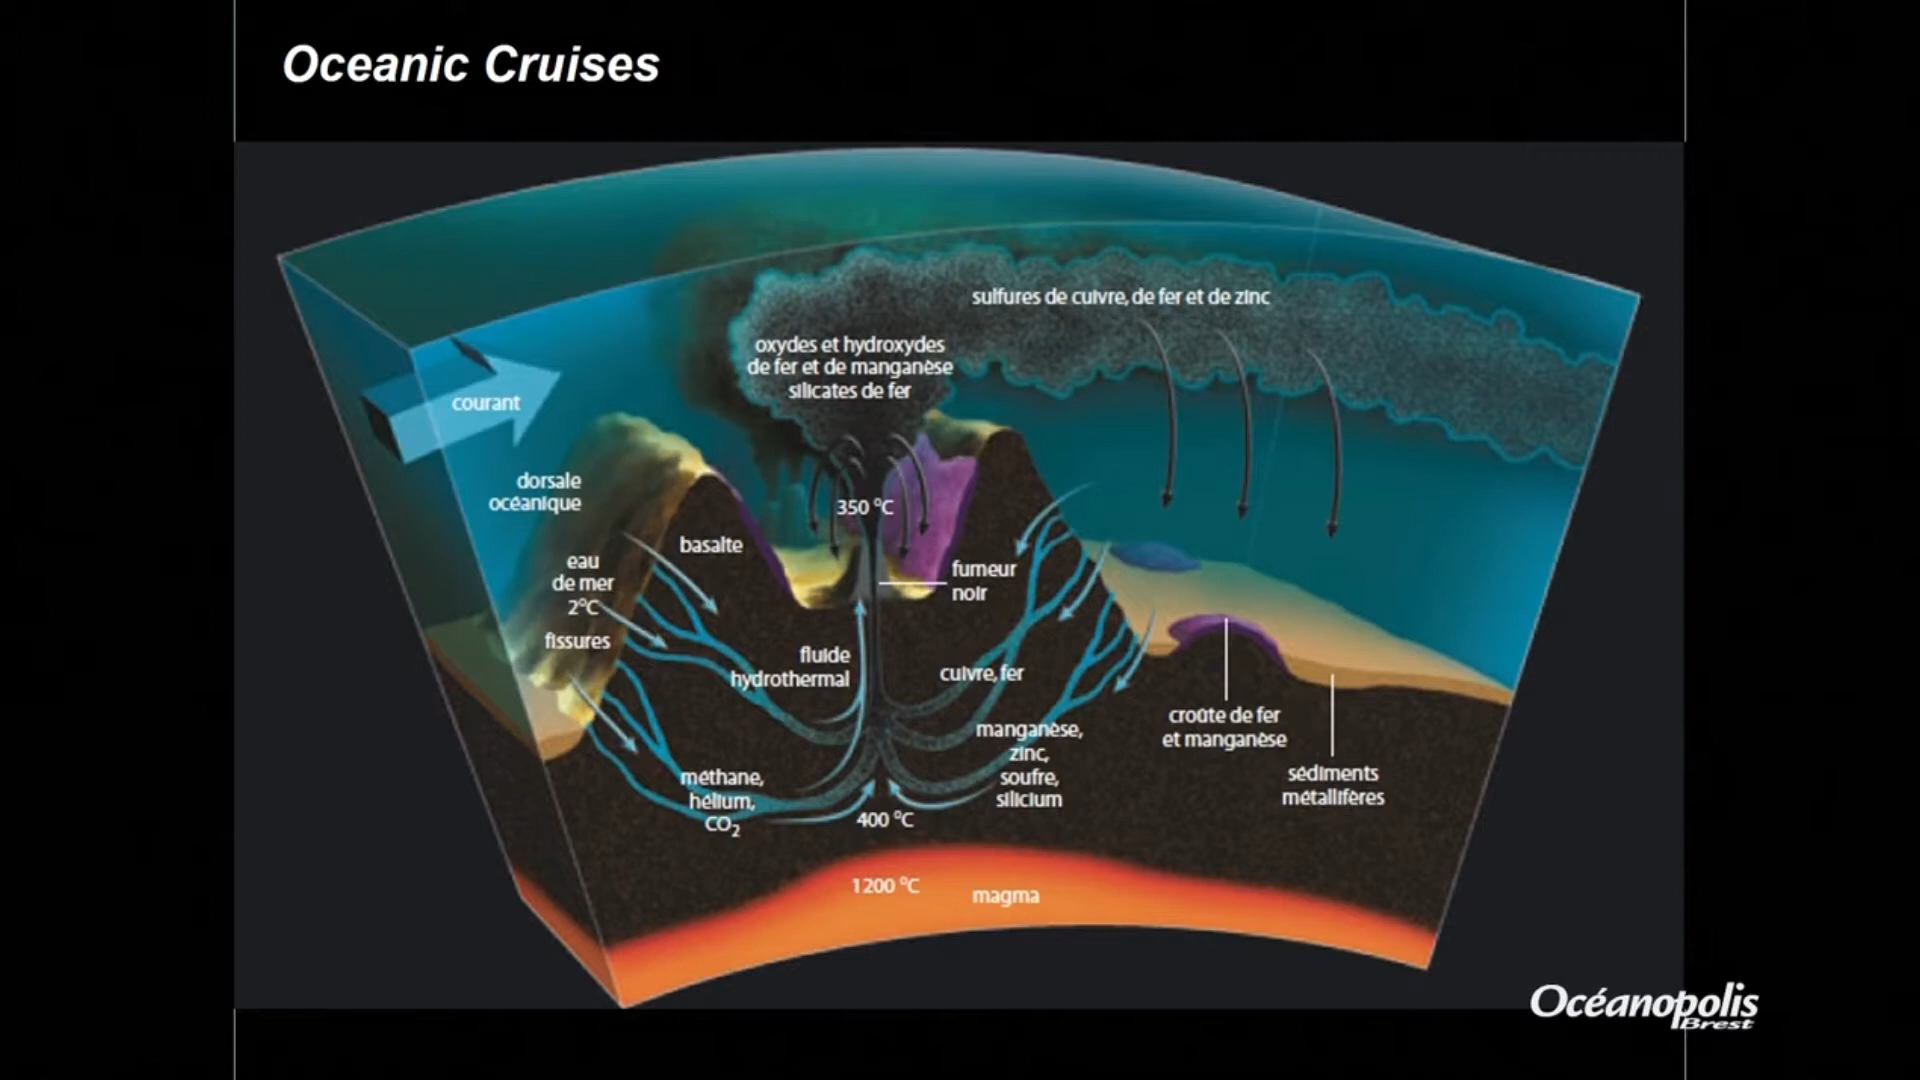 Oceanic Cruises
sulfures de cuivre, de fer et de zinc
oxydes et hydroxydes
de fer et de manganèse
silicates de fer
courant
dorsale
océanique
350 °C
basalte
eau
de mer
2°C
fumeur
noir
fissures
fluide
hydrothermal
cuivre, fer
manganèse,
zinc,
soufre,
silicium
croûte de fer
et manganèse
sédiments
métallifères
méthane,
hélium,
CO2
400 °C
1200 °C
magma
Océanopolis
Brest